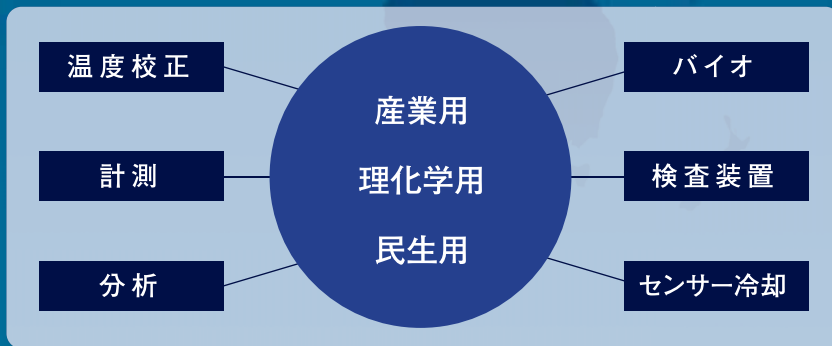 温度校正
計測
分析
産業用
理化学用
民生用
バイオ
検査装置
センサー冷却